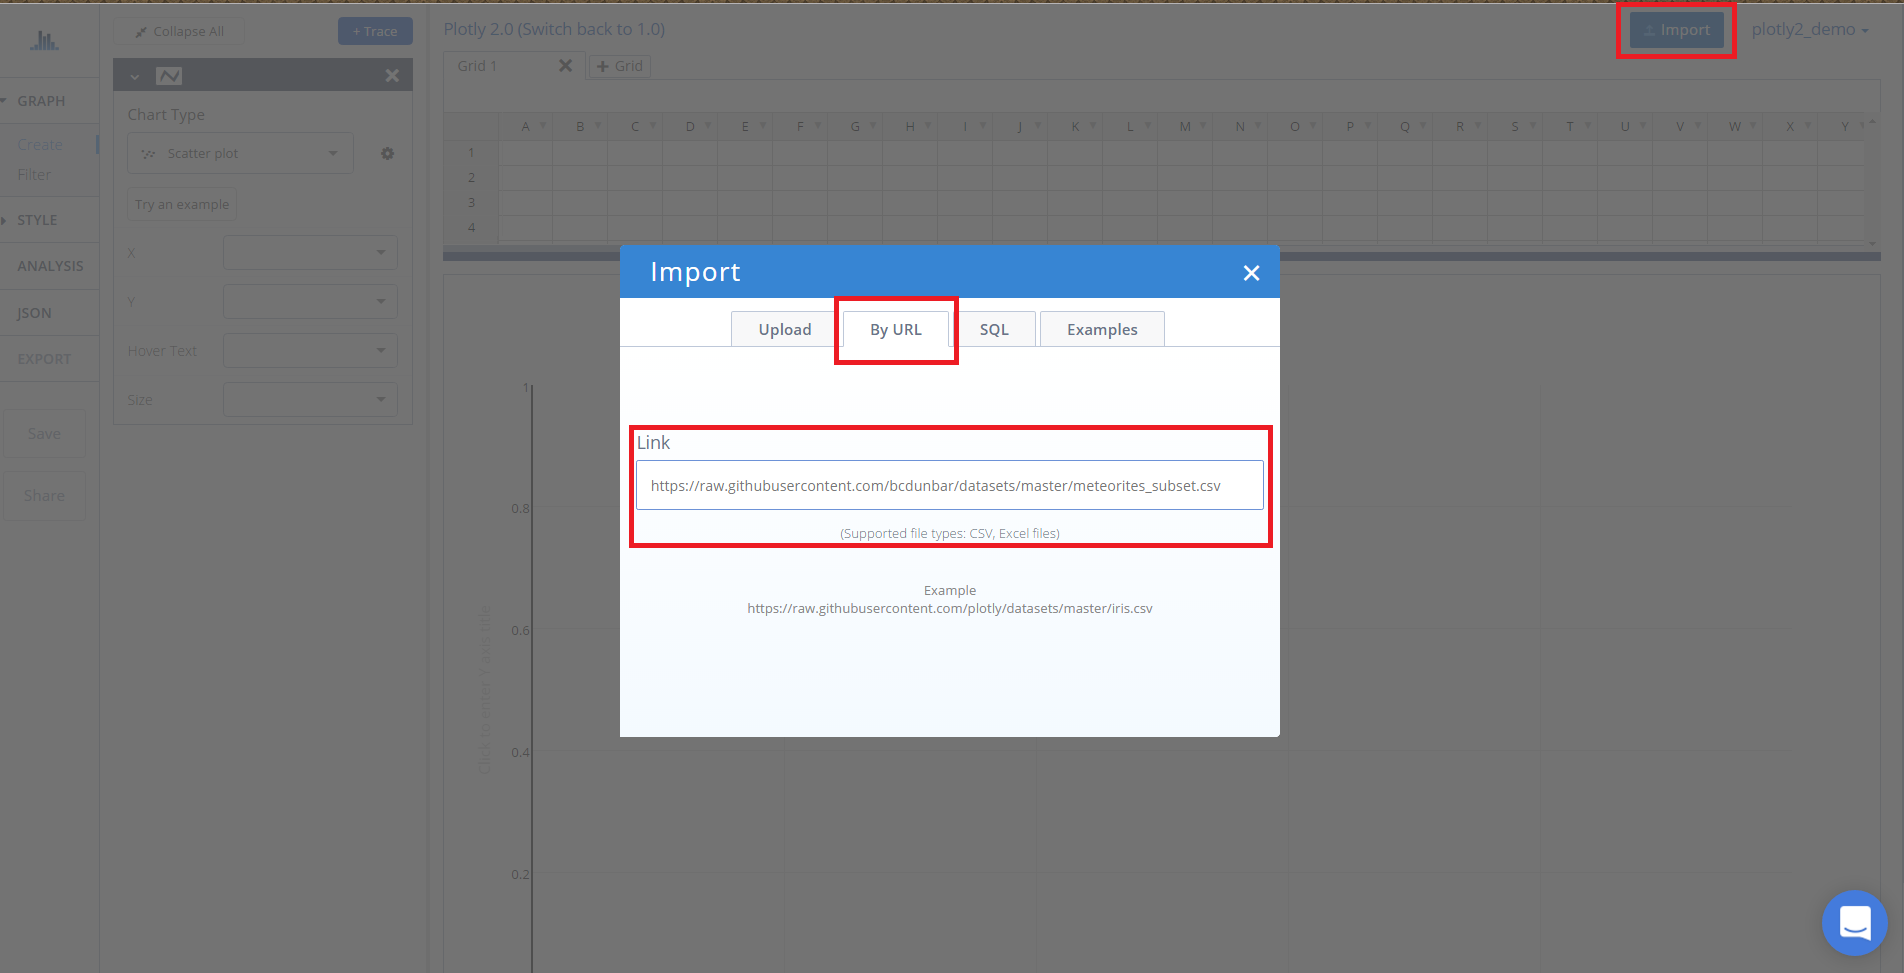 Collapse All
+ Trace
Plotly 2.0 (Switch back to 1.0)
Import
plotly2_demo
Grid 1
+ Grid
GRAPH
Create
Filter
STYLE
ANALYSIS
JSON
EXPORT
Save
Share
Chart Type
Scatter plot
Try an example
X
Y
Hover Text
Size
A B C D E F G H I J K L M N O P Q R S T U V W X Y
1
2
3
4
Import
Upload
By URL
SQL
Examples
Link
https://raw.githubusercontent.com/bcdunbar/datasets/master/meteorites_subset.csv
(Supported file types: CSV, Excel files)
Example
https://raw.githubusercontent.com/plotly/datasets/master/iris.csv
1
0.8
0.6
0.4
0.2
Click to enter Y axis title